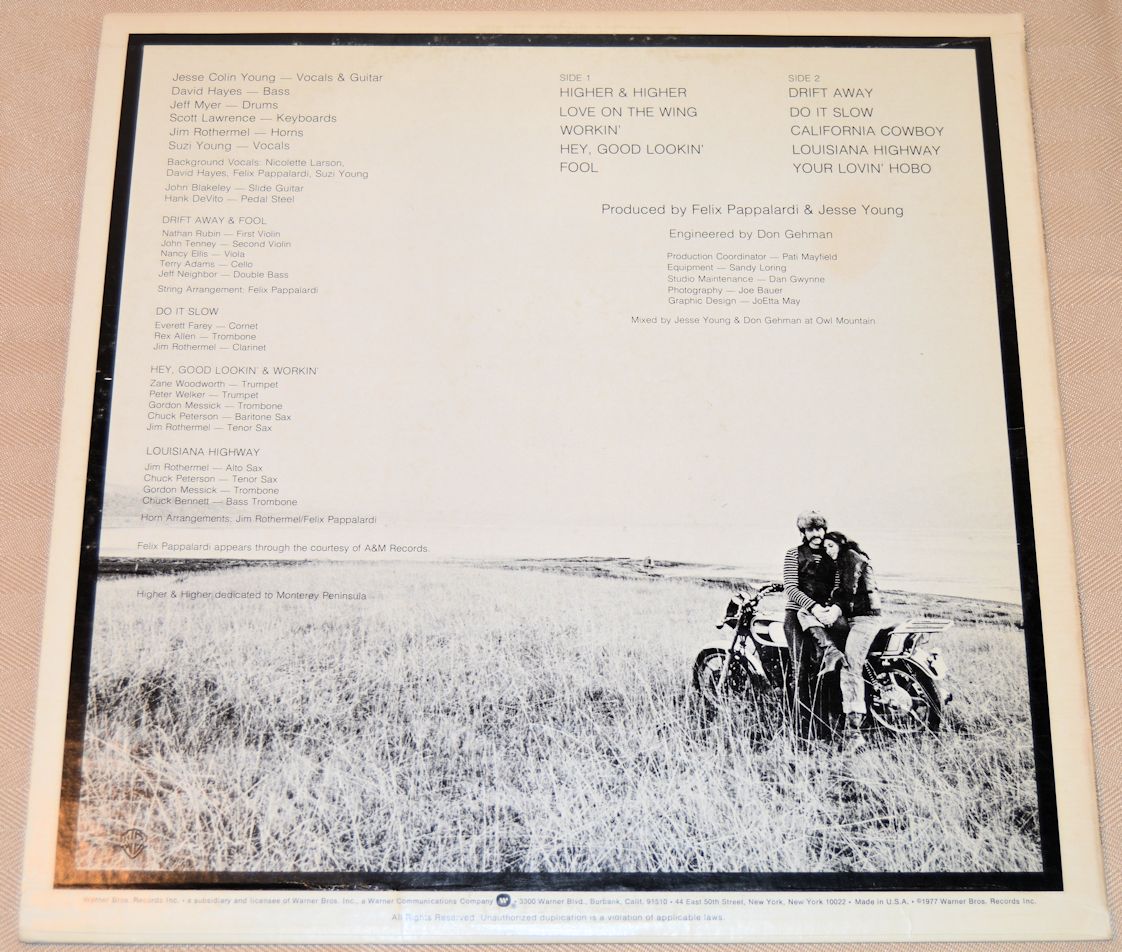 Jesse Colin Young — Vocals & Guitar
David Hayes — Bass
Jeff Myer — Drums
Scott Lawrence — Keyboards
Jim Rothermel — Horns
Suzi Young — Vocals
Background Vocals: Nicolette Larson,
David Hayes, Felix Pappalardi, Suzi Young
John Blakeley — Slide Guitar
Hank DeVito — Pedal Steel
DRIFT AWAY & FOOL
Nathan Rubin — First Violin
John Tenney — Second Violin
Nancy Ellis — Viola
Terry Adams — Cello
Jeff Neighbor — Double Bass
String Arrangement: Felix Pappalardi
DO IT SLOW
Everett Farey — Cornet
Rex Allen — Trombone
Jim Rothermel — Clarinet
HEY, GOOD LOOKIN' & WORKIN'
Zane Woodworth — Trumpet
Peter Welker — Trumpet
Gordon Messick — Trombone
Chuck Peterson — Baritone Sax
Jim Rothermel — Tenor Sax
LOUISIANA HIGHWAY
Jim Rothermel — Alto Sax
Chuck Peterson — Tenor Sax
Gordon Messick — Trombone
Chuck Bennett — Bass Trombone
Horn Arrangements: Jim Rothermel/Felix Pappalardi
Felix Pappalardi appears through the courtesy of A&M Records.
Higher & Higher dedicated to Monterey Peninsula
SIDE 1
HIGHER & HIGHER
LOVE ON THE WING
WORKIN'
HEY, GOOD LOOKIN'
FOOL
SIDE 2
DRIFT AWAY
DO IT SLOW
CALIFORNIA COWBOY
LOUISIANA HIGHWAY
YOUR LOVIN' HOBO
Produced by Felix Pappalardi & Jesse Young
Engineered by Don Gehman
Production Coordinator — Pati Mayfield
Equipment — Sandy Loring
Studio Maintenance — Dan Gwynne
Photography — Joe Bauer
Graphic Design — JoEtta May
Mixed by Jesse Young & Don Gehman at Owl Mountain
WB
Warner Bros. Records Inc. • a subsidiary and licensee of Warner Bros. Inc., a Warner Communications Company • 3300 Warner Blvd., Burbank, Calif. 91510 • 44 East 50th Street, New York, New York 10022 • Made in U.S.A. • ©1977 Warner Bros. Records Inc.
All Rights Reserved. Unauthorized duplication is a violation of applicable laws.